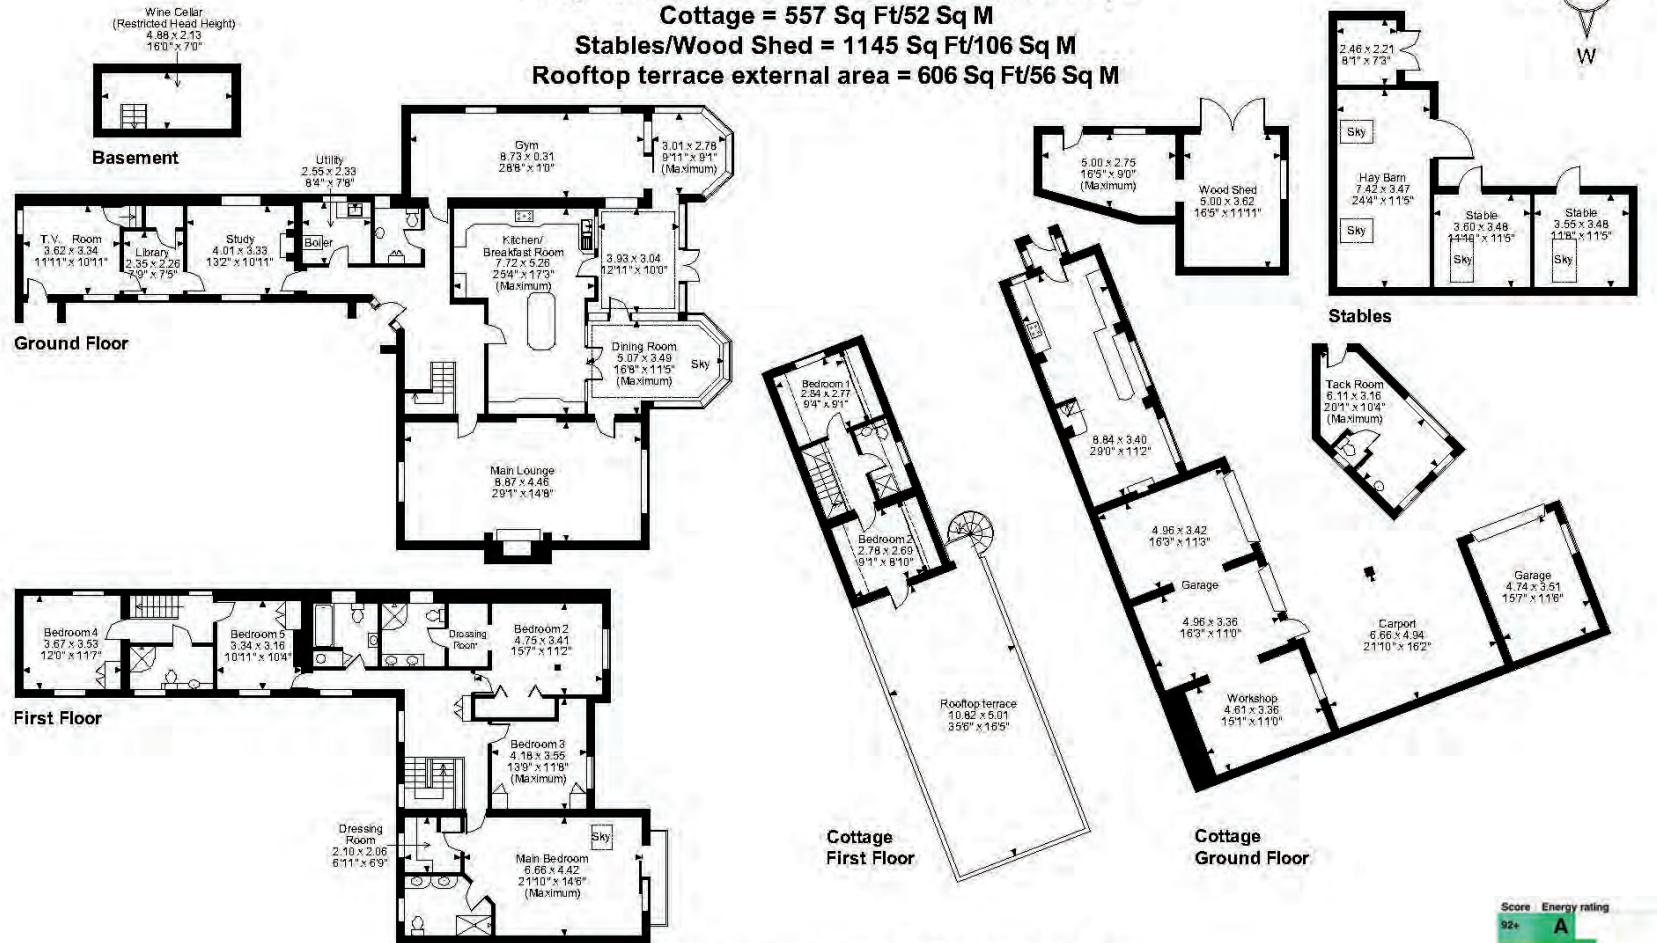 Cottage = 557 Sq Ft/52 Sq M
Stables/Wood Shed = 1145 Sq Ft/106 Sq M
Rooftop terrace external area = 606 Sq Ft/56 Sq M
W
Wine Cellar
(Restricted Head Height)
4.88 x 2.13
16'0" x 7'0"
Basement
Utility
2.55 x 2.33
8'4" x 7'8"
Gym
8.73 x 0.31
28'8" x 1'0"
3.01 x 2.78
9'11" x 9'1"
(Maximum)
T.V. Room
3.62 x 3.34
11'11" x 10'11"
Library
2.35 x 2.26
7'9" x 7'5"
Study
4.01 x 3.33
13'2" x 10'11"
Boiler
Kitchen/
Breakfast Room
7.72 x 5.26
25'4" x 17'3"
(Maximum)
3.93 x 3.04
12'11" x 10'0"
Dining Room
5.07 x 3.49
16'8" x 11'5"
(Maximum)
Sky
Ground Floor
Main Lounge
8.87 x 4.46
29'1" x 14'8"
Bedroom 4
3.67 x 3.53
12'0" x 11'7"
Bedroom 5
3.34 x 3.16
10'11" x 10'4"
Dressing
Room
Bedroom 2
4.75 x 3.41
15'7" x 11'2"
First Floor
Bedroom 3
4.18 x 3.55
13'9" x 11'8"
(Maximum)
Dressing
Room
2.10 x 2.06
6'11" x 6'9"
Sky
Main Bedroom
6.66 x 4.42
21'10" x 14'6"
(Maximum)
Bedroom 1
2.84 x 2.77
9'4" x 9'1"
Bedroom 2
2.78 x 2.69
9'1" x 8'10"
Rooftop terrace
10.82 x 5.01
35'6" x 16'5"
Cottage
First Floor
5.00 x 2.75
16'5" x 9'0"
(Maximum)
Wood Shed
5.00 x 3.62
16'5" x 11'11"
2.46 x 2.21
8'1" x 7'3"
Sky
Hay Barn
7.42 x 3.47
24'4" x 11'5"
Sky
Stable
3.60 x 3.48
11'10" x 11'5"
Sky
Stable
3.55 x 3.48
11'8" x 11'5"
Sky
Stables
Tack Room
6.11 x 3.16
20'1" x 10'4"
(Maximum)
8.84 x 3.40
29'0" x 11'2"
4.96 x 3.42
16'3" x 11'3"
Garage
4.96 x 3.36
16'3" x 11'0"
Workshop
4.61 x 3.36
15'1" x 11'0"
Carport
6.66 x 4.94
21'10" x 16'2"
Garage
4.74 x 3.51
15'7" x 11'6"
Cottage
Ground Floor
Score Energy rating
92+ A